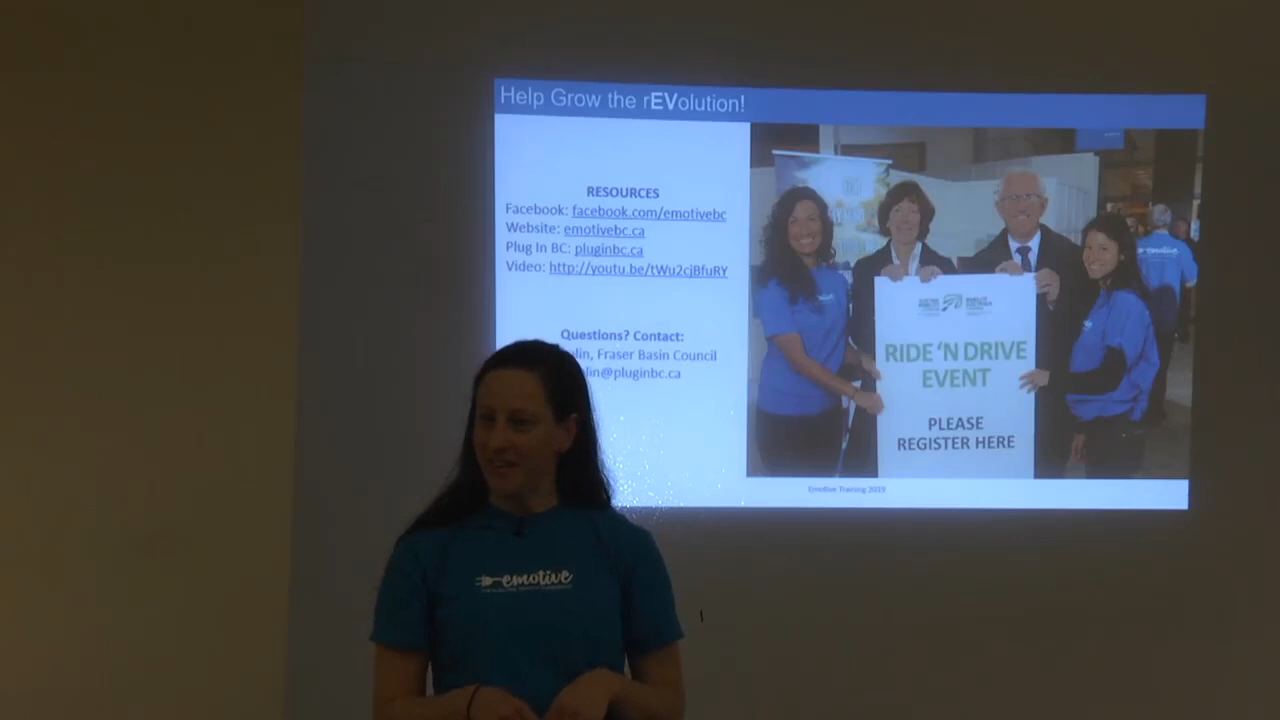 Help Grow the rEVolution!
RESOURCES
Facebook: facebook.com/emotivebc
Website: emotivebc.ca
Plug In BC: pluginbc.ca
Video: http://youtu.be/tWu2cjBfuRY
Questions? Contact:
lin, Fraser Basin Council
lin@pluginbc.ca
RIDE 'N DRIVE
EVENT
PLEASE
REGISTER HERE
emotive
Emotive Training 2019
emotive